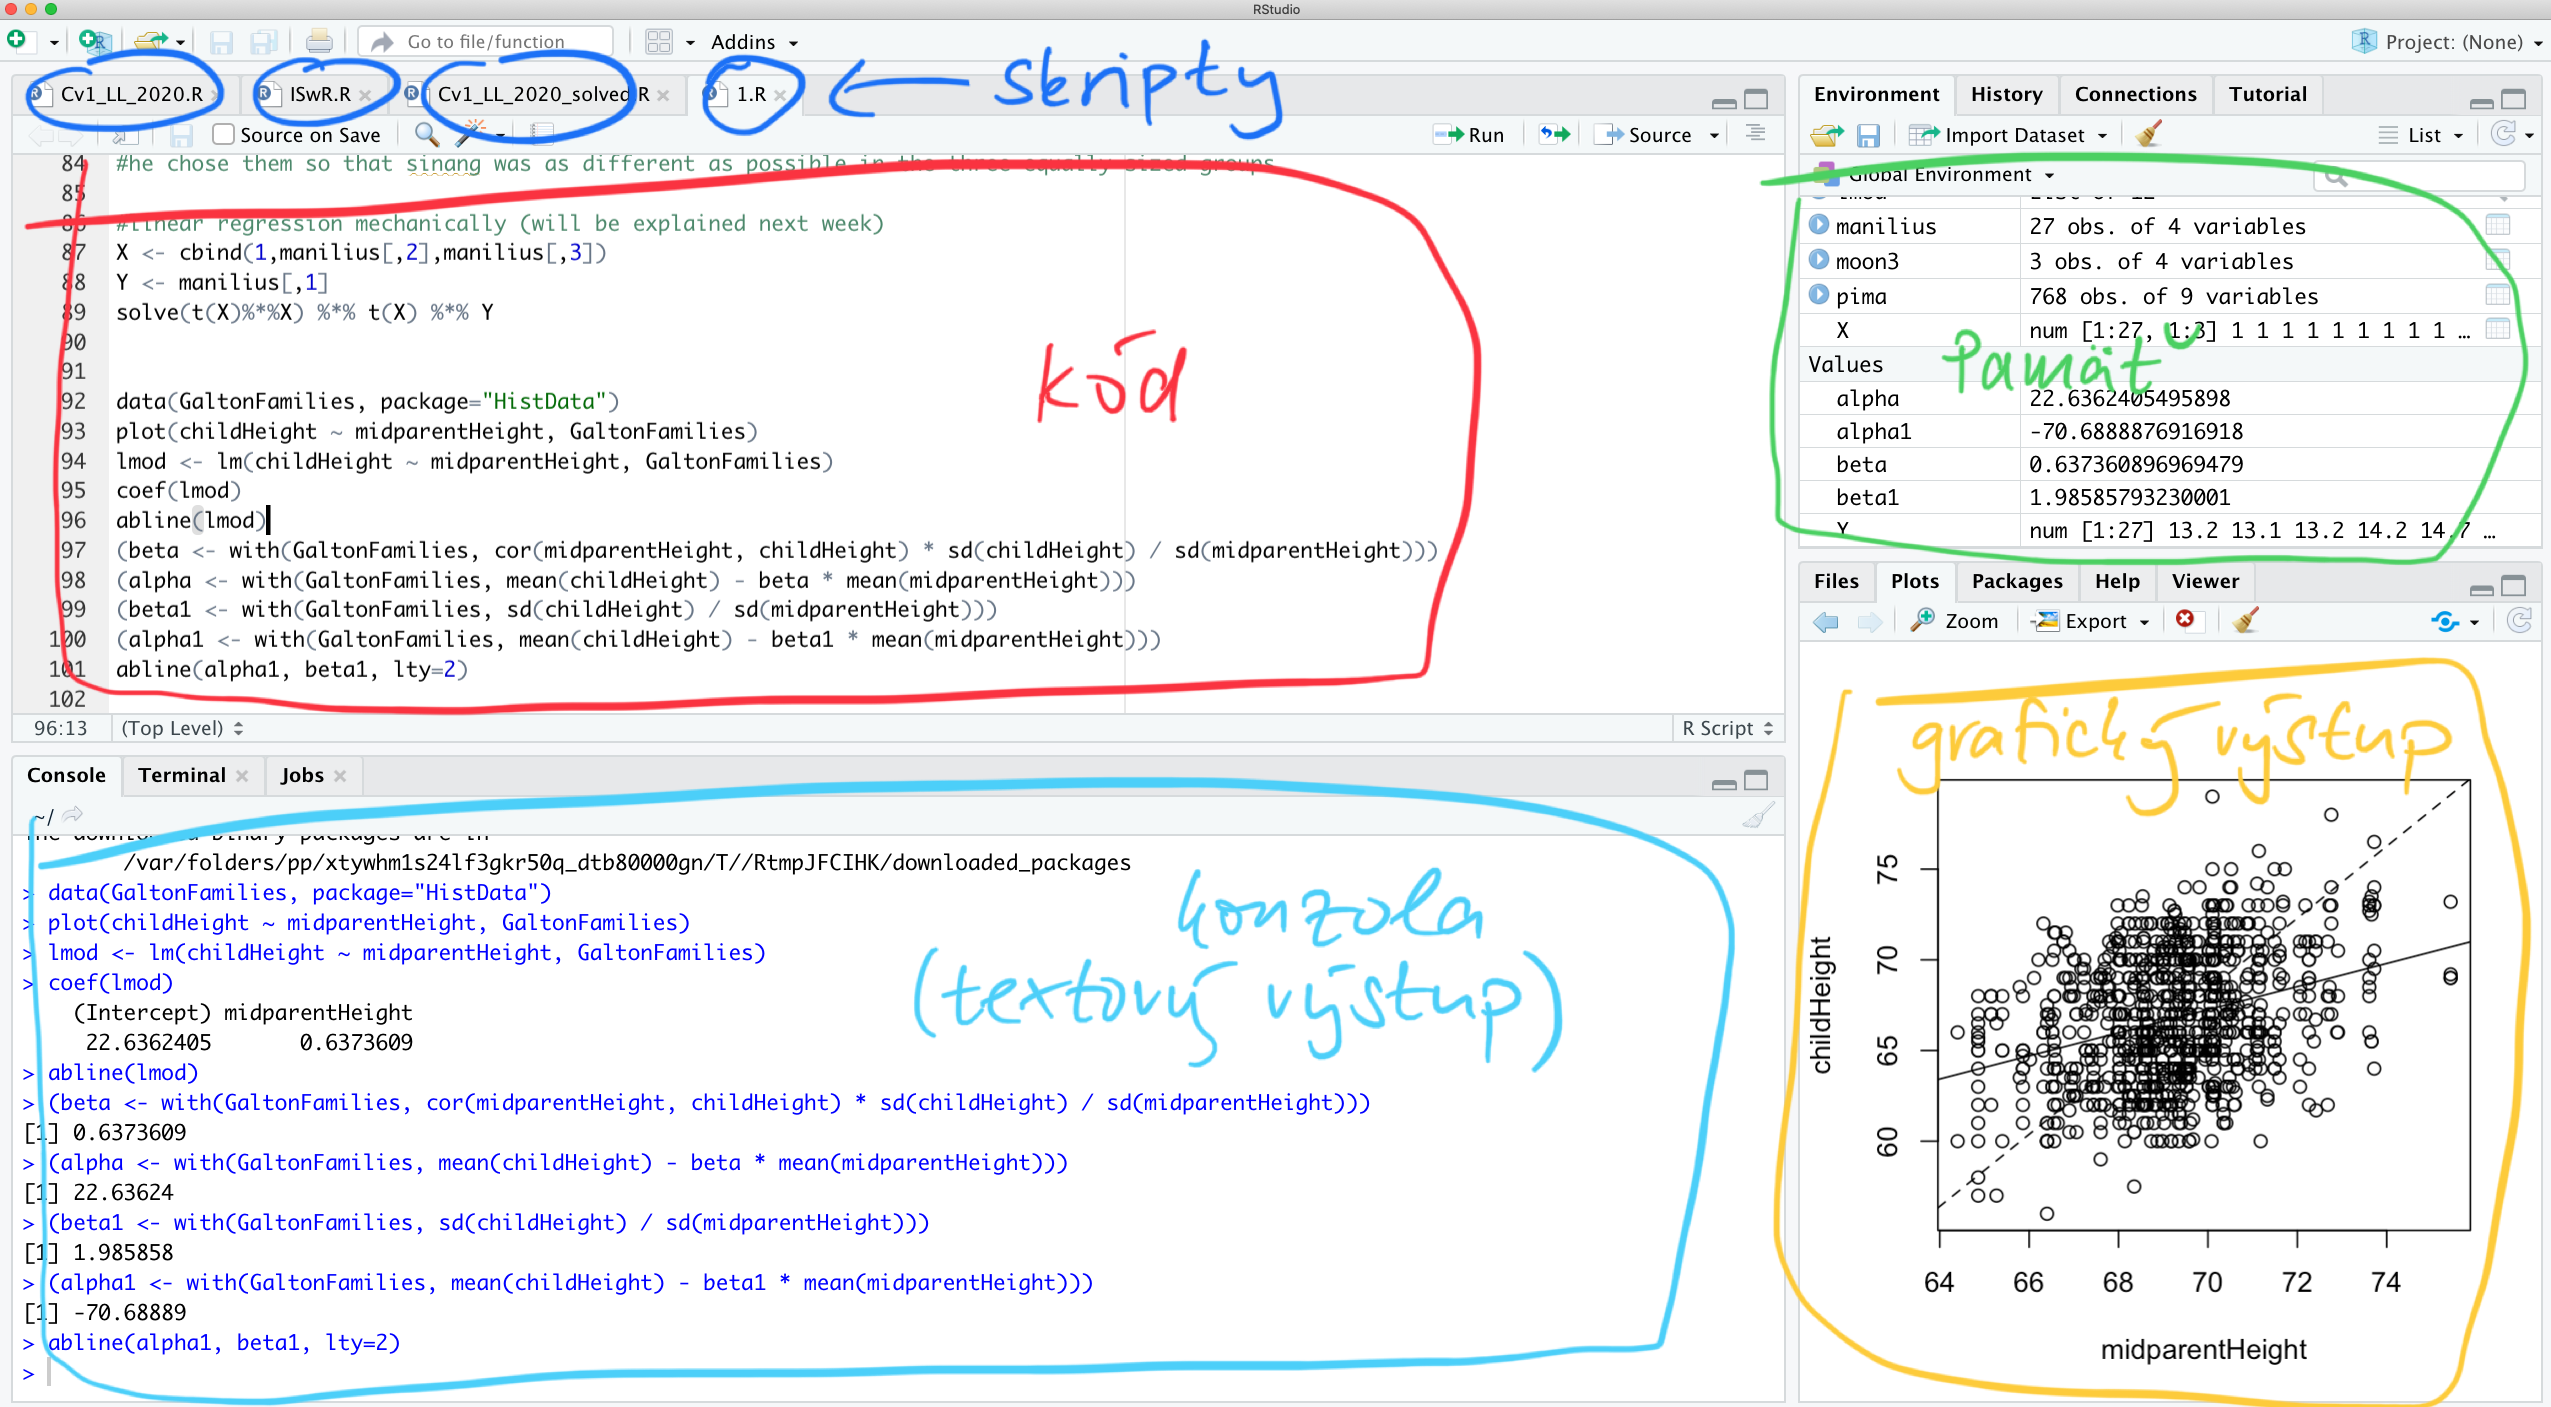 RStudio
Go to file/function
Addins
Project: (None)
Cv1_LL_2020.R
ISwR.R
Cv1_LL_2020_solved.R
1.R
← skripty
Source on Save
Run
Source
84 #he chose them so that sinang was as different as possible in the three equally sized groups
85
86 #linear regression mechanically (will be explained next week)
87 X <- cbind(1,manilius[,2],manilius[,3])
88 Y <- manilius[,1]
89 solve(t(X)%*%X) %*% t(X) %*% Y
90
91
92 data(GaltonFamilies, package="HistData")
93 plot(childHeight ~ midparentHeight, GaltonFamilies)
94 lmod <- lm(childHeight ~ midparentHeight, GaltonFamilies)
95 coef(lmod)
96 abline(lmod)
97 (beta <- with(GaltonFamilies, cor(midparentHeight, childHeight) * sd(childHeight) / sd(midparentHeight)))
98 (alpha <- with(GaltonFamilies, mean(childHeight) - beta * mean(midparentHeight)))
99 (beta1 <- with(GaltonFamilies, sd(childHeight) / sd(midparentHeight)))
100 (alpha1 <- with(GaltonFamilies, mean(childHeight) - beta1 * mean(midparentHeight)))
101 abline(alpha1, beta1, lty=2)
102
kód
96:13 (Top Level) R Script
Console Terminal Jobs
~/
The downloaded binary packages are in
/var/folders/pp/xtywhm1s24lf3gkr50q_dtb80000gn/T//RtmpJFCIHK/downloaded_packages
> data(GaltonFamilies, package="HistData")
> plot(childHeight ~ midparentHeight, GaltonFamilies)
> lmod <- lm(childHeight ~ midparentHeight, GaltonFamilies)
> coef(lmod)
(Intercept) midparentHeight
22.6362405 0.6373609
> abline(lmod)
> (beta <- with(GaltonFamilies, cor(midparentHeight, childHeight) * sd(childHeight) / sd(midparentHeight)))
[1] 0.6373609
> (alpha <- with(GaltonFamilies, mean(childHeight) - beta * mean(midparentHeight)))
[1] 22.63624
> (beta1 <- with(GaltonFamilies, sd(childHeight) / sd(midparentHeight)))
[1] 1.985858
> (alpha1 <- with(GaltonFamilies, mean(childHeight) - beta1 * mean(midparentHeight)))
[1] -70.68889
> abline(alpha1, beta1, lty=2)
>
konzola
(textový výstup)
Environment History Connections Tutorial
Import Dataset List
Global Environment
lmod List of 12
manilius 27 obs. of 4 variables
moon3 3 obs. of 4 variables
pima 768 obs. of 9 variables
X num [1:27, 1:3] 1 1 1 1 1 1 1 1 1 …
Values
alpha 22.6362405495898
alpha1 -70.6888876916918
beta 0.637360896969479
beta1 1.98585793230001
Y num [1:27] 13.2 13.1 13.2 14.2 14.7 …
Pamäť
Files Plots Packages Help Viewer
Zoom Export
grafický výstup
childHeight
75
70
65
60
64 66 68 70 72 74
midparentHeight